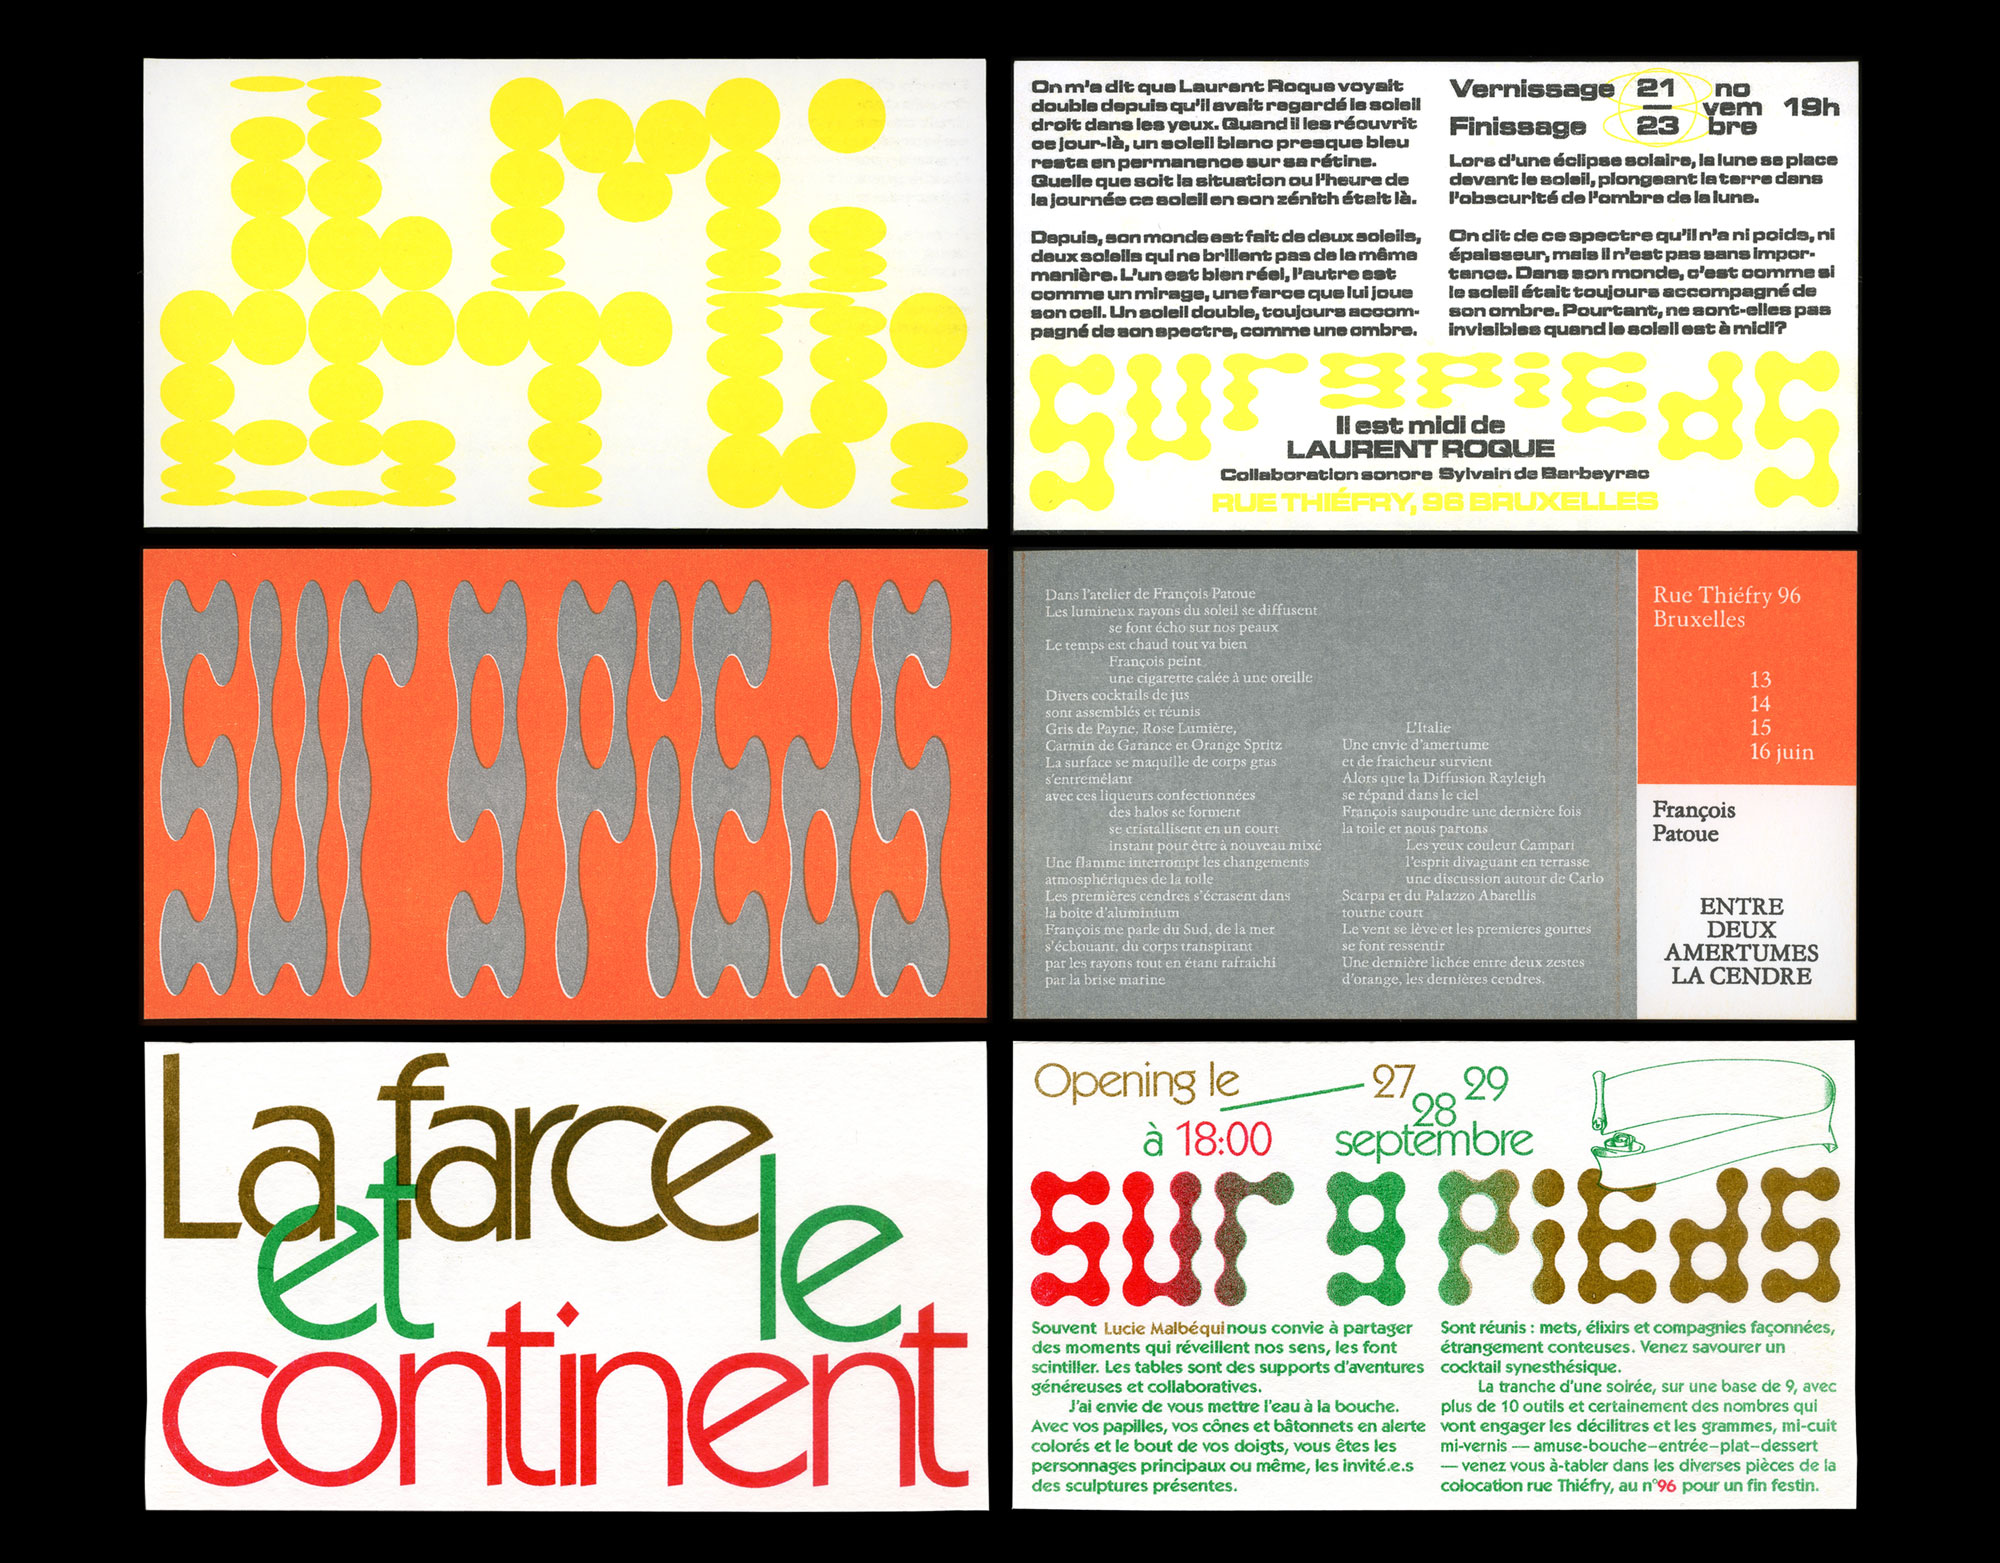 On m'a dit que Laurent Roque voyait
double depuis qu'il avait regardé le soleil
droit dans les yeux. Quand il les réouvrit
ce jour-là, un soleil blanc presque bleu
resta en permanence sur sa rétine.
Quelle que soit la situation ou l'heure de
la journée ce soleil en son zénith était là.
Depuis, son monde est fait de deux soleils,
deux soleils qui ne brillent pas de la même
manière. L'un est bien réel, l'autre est
comme un mirage, une farce que lui joue
son oeil. Un soleil double, toujours accom-
pagné de son spectre, comme une ombre.
Vernissage 21
Finissage 23
no
vem
bre
19h
Lors d'une éclipse solaire, la lune se place
devant le soleil, plongeant la terre dans
l'obscurité de l'ombre de la lune.
On dit de ce spectre qu'il n'a ni poids, ni
épaisseur, mais il n'est pas sans impor-
tance. Dans son monde, c'est comme si
le soleil était toujours accompagné de
son ombre. Pourtant, ne sont-elles pas
invisibles quand le soleil est à midi?
sur 9 piEds
Il est midi de
LAURENT ROQUE
Collaboration sonore Sylvain de Barbeyrac
RUE THIÉFRY, 96 BRUXELLES
sur 9 pieds
Dans l'atelier de François Patoue
Les lumineux rayons du soleil se diffusent
se font écho sur nos peaux
Le temps est chaud tout va bien
François peint
une cigarette calée à une oreille
Divers cocktails de jus
sont assemblés et réunis
Gris de Payne, Rose Lumière,
Carmin de Garance et Orange Spritz
La surface se maquille de corps gras
s'entremêlant
avec ces liqueurs confectionnées
des halos se forment
se cristallisent en un court
instant pour être à nouveau mixé
Une flamme interrompt les changements
atmosphériques de la toile
Les premières cendres s'écrasent dans
la boite d'aluminium
François me parle du Sud, de la mer
s'échouant, du corps transpirant
par les rayons tout en étant rafraichi
par la brise marine
L'Italie
Une envie d'amertume
et de fraicheur survient
Alors que la Diffusion Rayleigh
se répand dans le ciel
François saupoudre une dernière fois
la toile et nous partons
Les yeux couleur Campari
l'esprit divaguant en terrasse
une discussion autour de Carlo
Scarpa et du Palazzo Abatellis
tourne court
Le vent se lève et les premieres gouttes
se font ressentir
Une dernière lichée entre deux zestes
d'orange, les dernières cendres.
Rue Thiéfry 96
Bruxelles
13
14
15
16 juin
François
Patoue
ENTRE
DEUX
AMERTUMES
LA CENDRE
La farce
et le
continent
Opening le 27 28 29
à 18:00 septembre
sur 9 piEds
Souvent Lucie Malbéqui nous convie à partager
des moments qui réveillent nos sens, les font
scintiller. Les tables sont des supports d'aventures
généreuses et collaboratives.
J'ai envie de vous mettre l'eau à la bouche.
Avec vos papilles, vos cônes et bâtonnets en alerte
colorés et le bout de vos doigts, vous êtes les
personnages principaux ou même, les invité.e.s
des sculptures présentes.
Sont réunis : mets, élixirs et compagnies façonnées,
étrangement conteuses. Venez savourer un
cocktail synesthésique.
La tranche d'une soirée, sur une base de 9, avec
plus de 10 outils et certainement des nombres qui
vont engager les décilitres et les grammes, mi-cuit
mi-vernis — amuse-bouche–entrée–plat–dessert
— venez vous à-tabler dans les diverses pièces de la
colocation rue Thiéfry, au n°96 pour un fin festin.